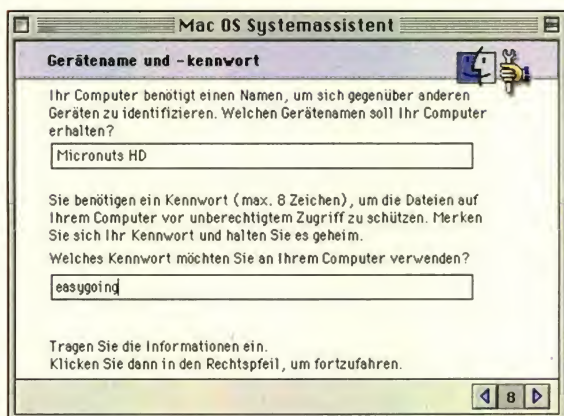 Mac OS Systemassistent
Gerätename und -kennwort
Ihr Computer benötigt einen Namen, um sich gegenüber anderen
Geräten zu identifizieren. Welchen Gerätenamen soll Ihr Computer
erhalten?
Micronuts HD
Sie benötigen ein Kennwort (max. 8 Zeichen), um die Dateien auf
Ihrem Computer vor unberechtigtem Zugriff zu schützen. Merken
Sie sich Ihr Kennwort und halten Sie es geheim.
Welches Kennwort möchten Sie an Ihrem Computer verwenden?
easygoing
Tragen Sie die Informationen ein.
Klicken Sie dann in den Rechtspfeil, um fortzufahren.
8